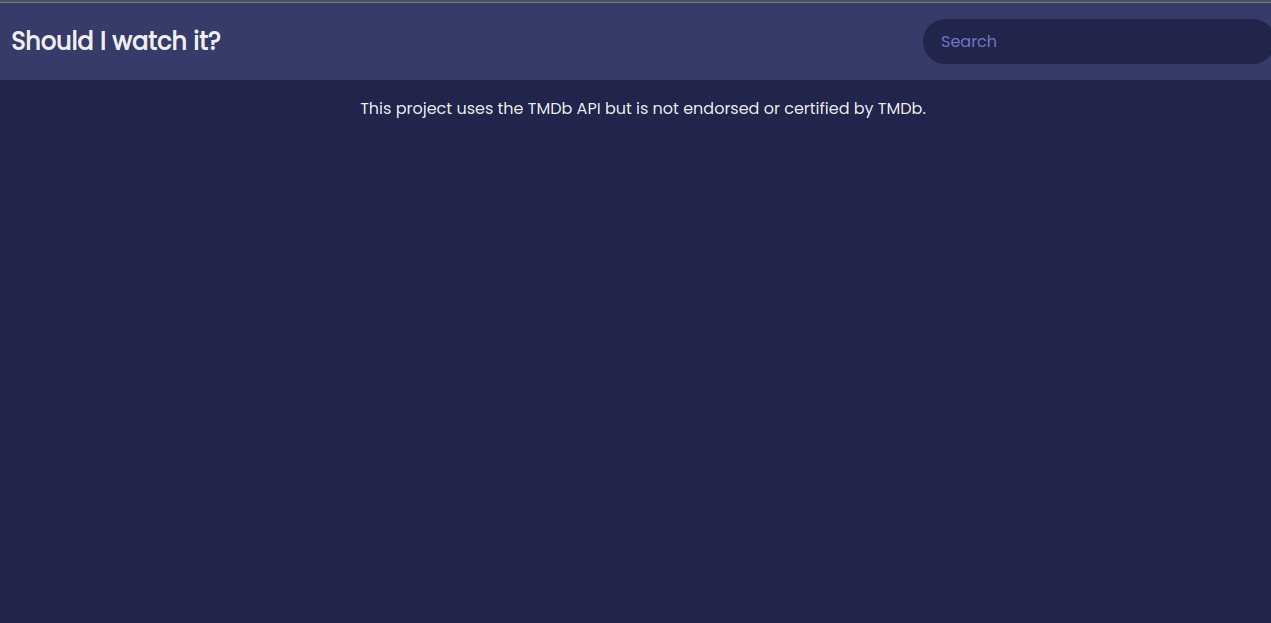 Should I watch it?
Search
This project uses the TMDb API but is not endorsed or certified by TMDb.